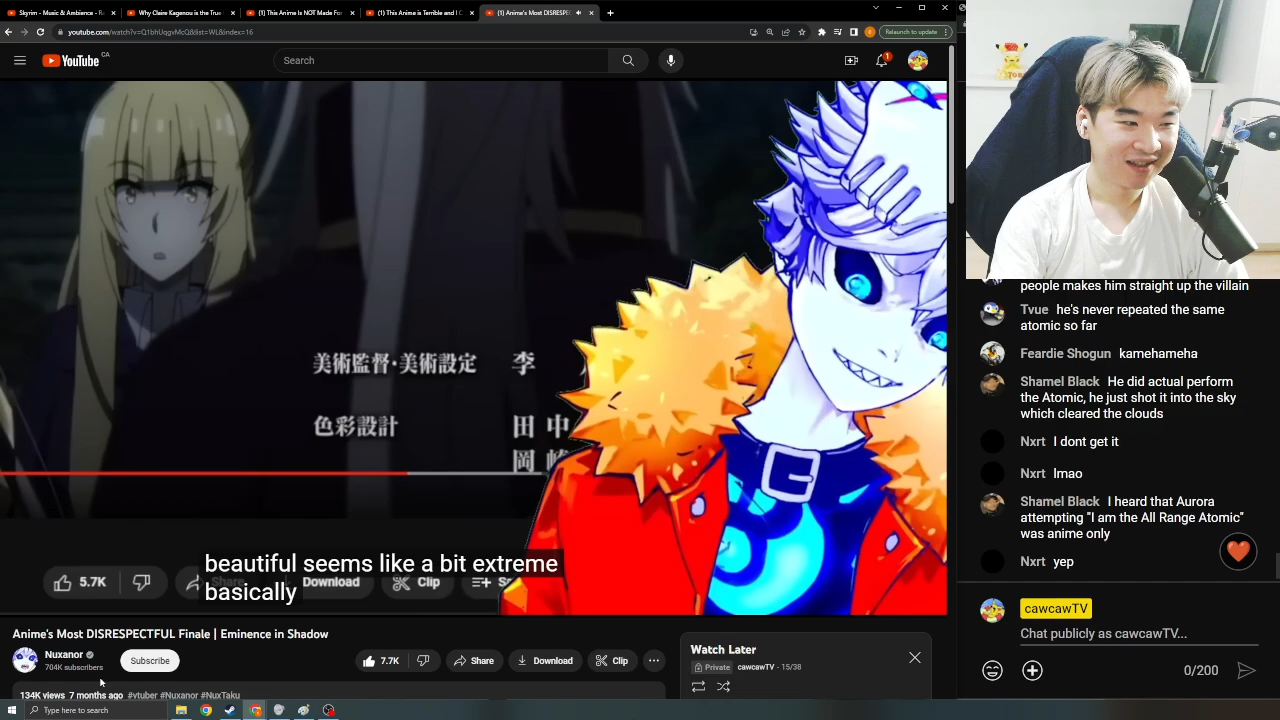 Skyrim - Music & Ambience - Re
Why Claire Kagenou is the True
(1) This Anime Is NOT Made For
(1) This Anime is Terrible and I C
(1) Anime's Most DISRESPEC
youtube.com/watch?v=Q1bhUqgvMcQ&list=WL&index=16
Relaunch to update
YouTube CA
Search
1
美術監督・美術設定 李
色彩設計 田中
岡
beautiful seems like a bit extreme
basically
5.7K
Share
Download
Clip
Anime's Most DISRESPECTFUL Finale | Eminence in Shadow
Nuxanor
704K subscribers
Subscribe
7.7K
Share
Download
Clip
134K views 7 months ago #vtuber #Nuxanor #NuxTaku
Watch Later
Private cawcawTV - 15/38
people makes him straight up the villain
Tvue he's never repeated the same
atomic so far
Feardie Shogun kamehameha
Shamel Black He did actual perform
the Atomic, he just shot it into the sky
which cleared the clouds
Nxrt I dont get it
Nxrt lmao
Shamel Black I heard that Aurora
attempting "I am the All Range Atomic"
was anime only
Nxrt yep
cawcawTV
Chat publicly as cawcawTV...
0/200
Type here to search